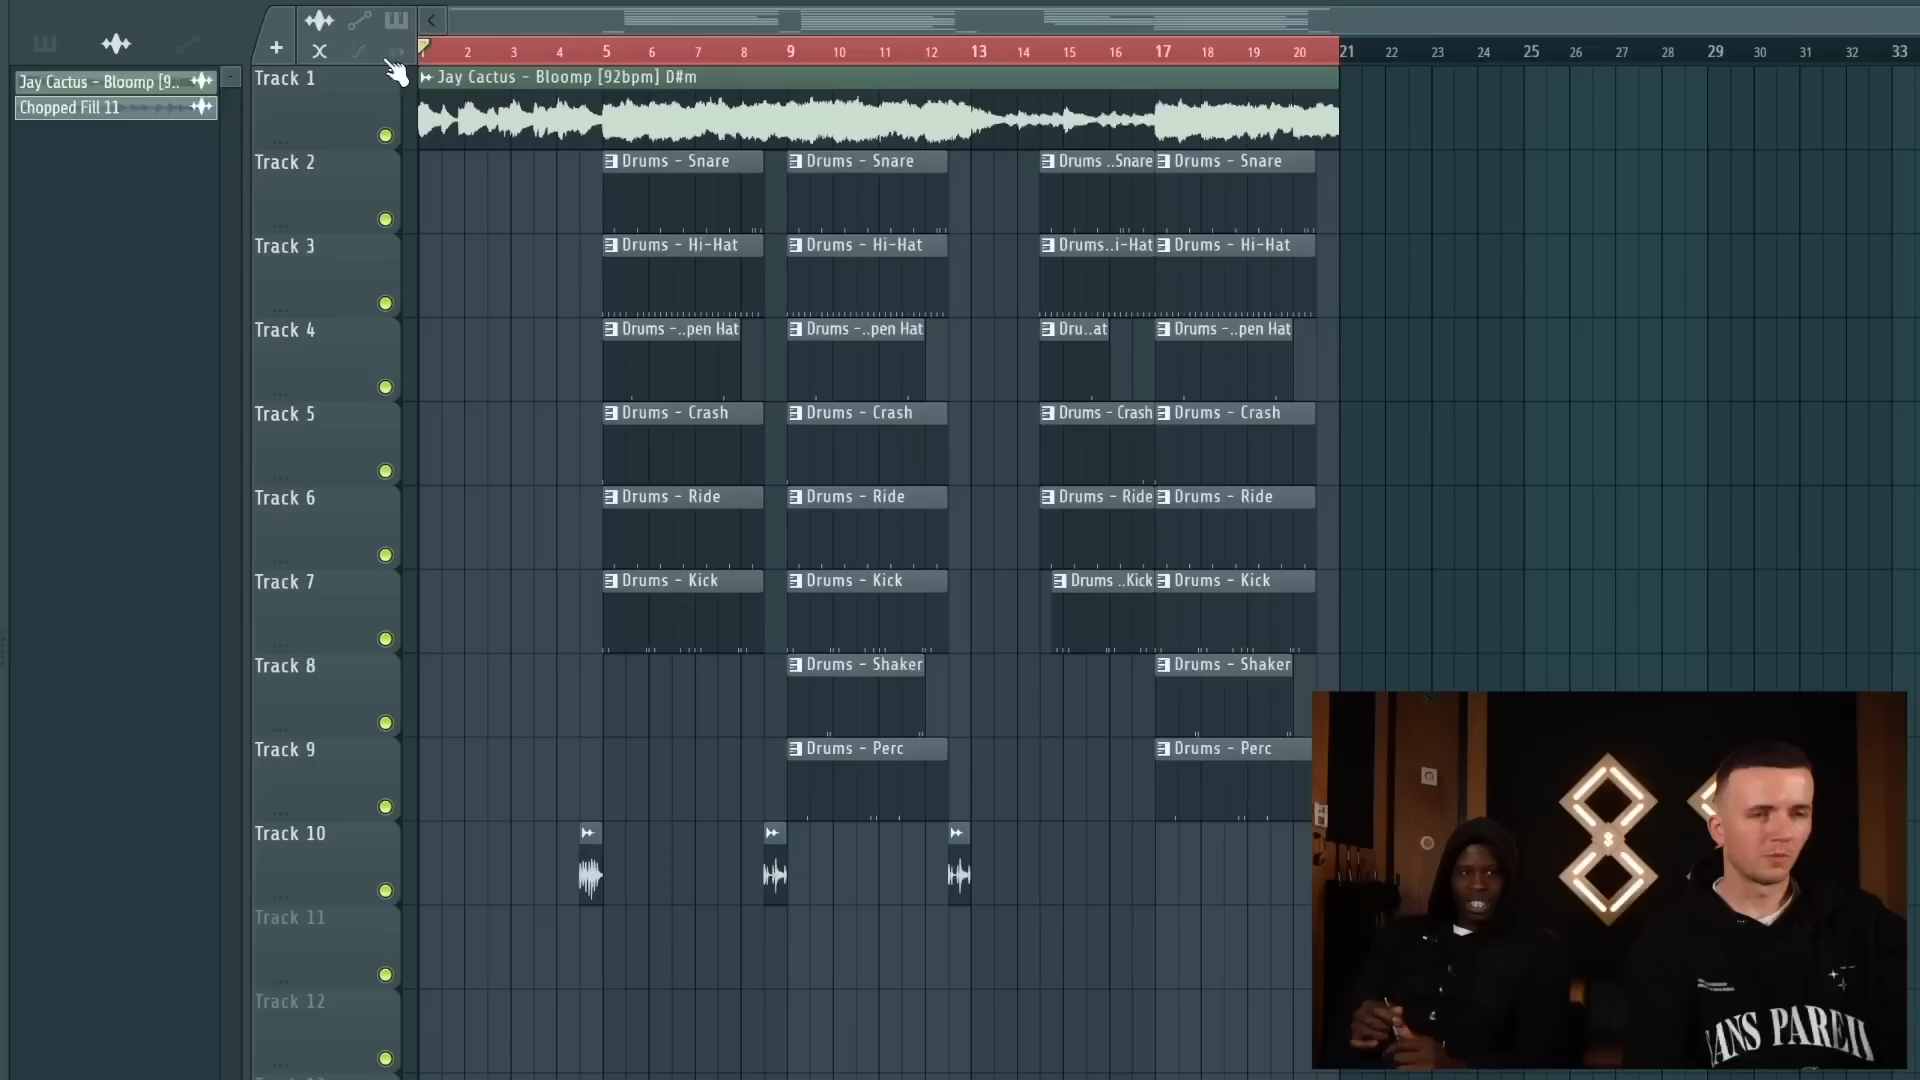 1 2 3 4 5 6 7 8 9 10 11 12 13 14 15 16 17 18 19 20 21 22 23 24 25 26 27 28 29 30 31 32 33
Jay Cactus - Bloomp [9..
Chopped Fill 11
Track 1
Jay Cactus - Bloomp [92bpm] D#m
Track 2
Drums - Snare Drums - Snare Drums ..Snare Drums - Snare
Track 3
Drums - Hi-Hat Drums - Hi-Hat Drums..i-Hat Drums - Hi-Hat
Track 4
Drums -..pen Hat Drums -..pen Hat Dru..at Drums -..pen Hat
Track 5
Drums - Crash Drums - Crash Drums - Crash Drums - Crash
Track 6
Drums - Ride Drums - Ride Drums - Ride Drums - Ride
Track 7
Drums - Kick Drums - Kick Drums ..Kick Drums - Kick
Track 8
Drums - Shaker Drums - Shaker
Track 9
Drums - Perc Drums - Perc
Track 10
Track 11
Track 12
ANS PAREIL